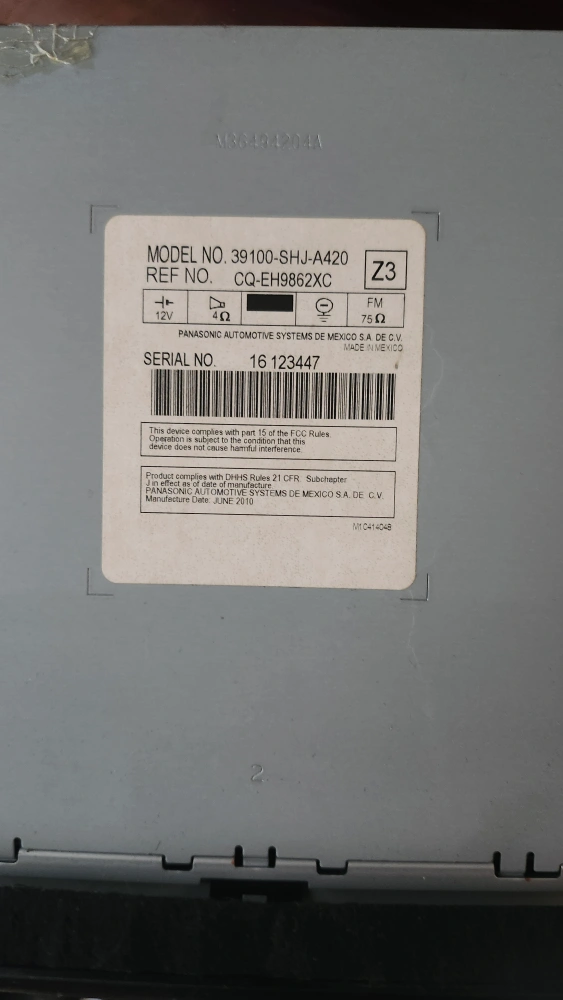 MODEL NO. 39100-SHJ-A420
REF NO. CQ-EH9862XC
Z3
12V
4Ω
FM
75Ω
PANASONIC AUTOMOTIVE SYSTEMS DE MEXICO S.A. DE C.V.
MADE IN MEXICO
SERIAL NO. 16 123447
This device complies with part 15 of the FCC Rules.
Operation is subject to the condition that this
device does not cause harmful interference.
Product complies with DHHS Rules 21 CFR Subchapter
J in effect as of date of manufacture.
PANASONIC AUTOMOTIVE SYSTEMS DE MEXICO S.A. DE C.V.
Manufacture Date: JUNE 2010
2